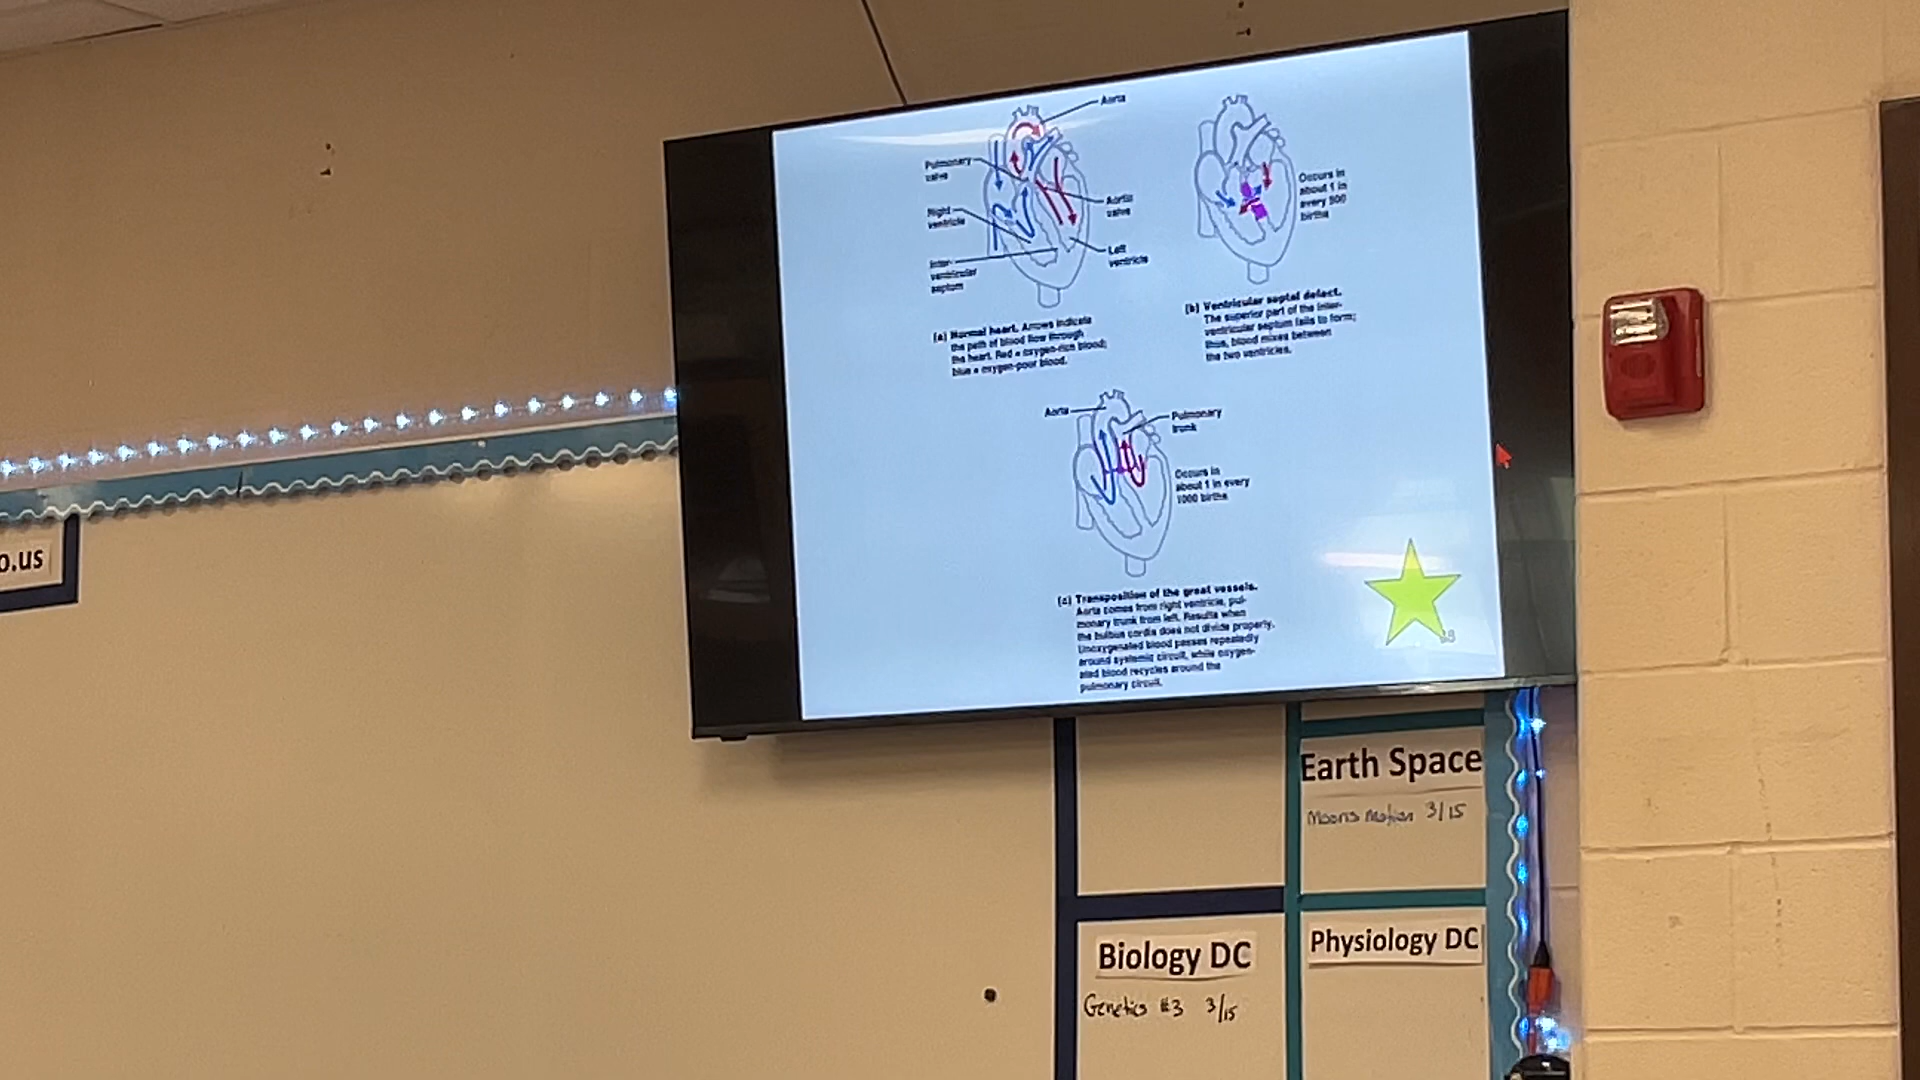 Aorta
Pulmonary
valve
Right
ventricle
Inter-
ventricular
septum
Aortic
valve
Left
ventricle
(a) Normal heart. Arrows indicate
the path of blood flow through
the heart. Red = oxygen-rich blood;
blue = oxygen-poor blood.
Occurs in
about 1 in
every 500
births
(b) Ventricular septal defect.
The superior part of the inter-
ventricular septum fails to form;
thus, blood mixes between
the two ventricles.
Aorta
Pulmonary
trunk
Occurs in
about 1 in every
1000 births
(c) Transposition of the great vessels.
Aorta comes from right ventricle, pul-
monary trunk from left. Results when
the bulbus cordis does not divide properly.
Unoxygenated blood passes repeatedly
around systemic circuit, while oxygen-
ated blood recycles around the
pulmonary circuit.
o.us
Earth Space
Moons Motion 3/15
Biology DC
Genetics #3 3/15
Physiology DC